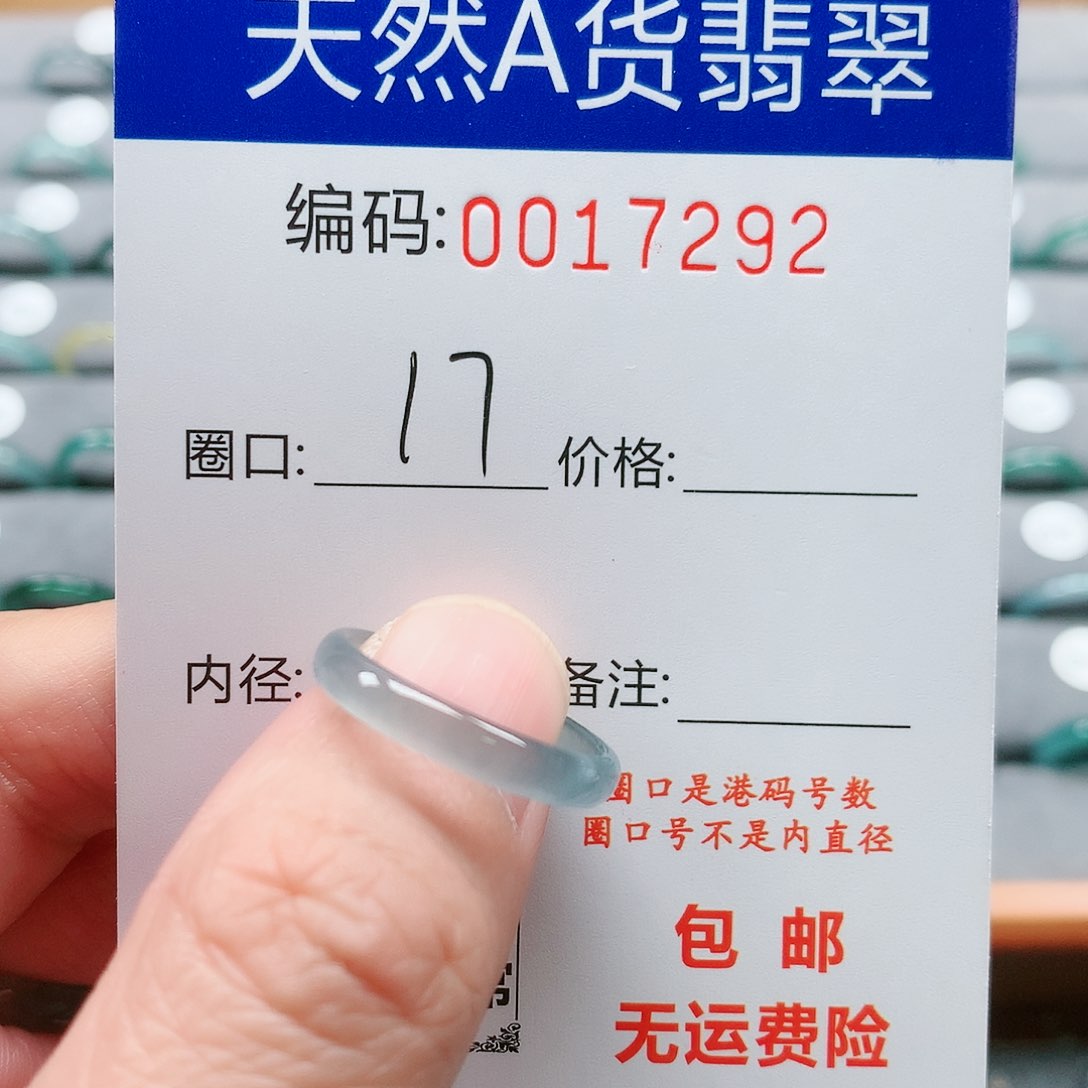 天然A货翡翠
编码:0017292
圈口: 17 价格:
内径: 备注:
圈口是港码号数
圈口号不是内直径
包 邮
无运费险